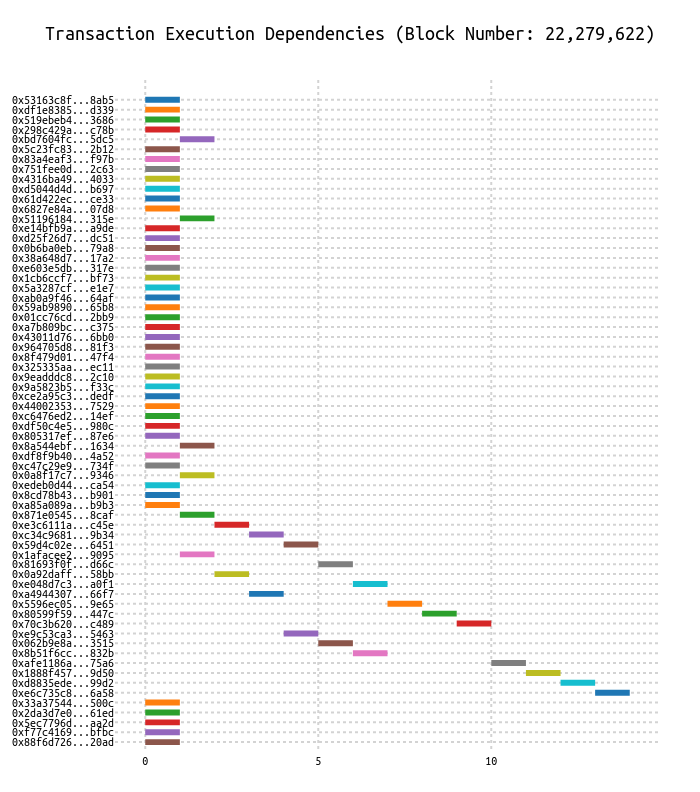 Transaction Execution Dependencies (Block Number: 22,279,622)
0x53163c8f...8ab5
0xdf1e8385...d339
0x519ebeb4...3686
0x298c429a...c78b
0xbd7604fc...5dc5
0x5c23fc83...2b12
0x83a4eaf3...f97b
0x751fee0d...2c63
0x4316ba49...4033
0xd5044d4d...b697
0x61d422ec...ce33
0x6827e84a...07d8
0x51196184...315e
0xe14bfb9a...a9de
0xd25f26d7...dc51
0x0b6ba0eb...79a8
0x38a648d7...17a2
0xe603e5db...317e
0x1cb6ccf7...bf73
0x5a3287cf...e1e7
0xab0a9f46...64af
0x59ab9890...65b8
0x01cc76cd...2bb9
0xa7b809bc...c375
0x43011d76...6bb0
0x964705d8...81f3
0x8f479d01...47f4
0x325335aa...ec11
0x9eadddc8...2c10
0x9a5823b5...f33c
0xce2a95c3...dedf
0x44002353...7529
0xc6476ed2...14ef
0xdf50c4e5...980c
0x805317ef...87e6
0x8a544ebf...1634
0xdf8f9b40...4a52
0xc47c29e9...734f
0x0a8f17c7...9346
0xedeb0d44...ca54
0x8cd78b43...b901
0xa85a089a...b9b3
0x871e0545...8caf
0xe3c6111a...c45e
0xc34c9681...9b34
0x59d4c02e...6451
0x1afacee2...9095
0x81693f0f...d66c
0x0a92daff...58bb
0xe048d7c3...a0f1
0xa4944307...66f7
0x5596ec05...9e65
0x80599f59...447c
0x70c3b620...c489
0xe9c53ca3...5463
0x062b9e8a...3515
0x8b51f6cc...832b
0xafe1186a...75a6
0x1888f457...9d50
0xd8835ede...99d2
0xe6c735c8...6a58
0x33a37544...500c
0x2da3d7e0...61ed
0x5ec7796d...aa2d
0xf77c4169...bfbc
0x88f6d726...20ad
0 5 10